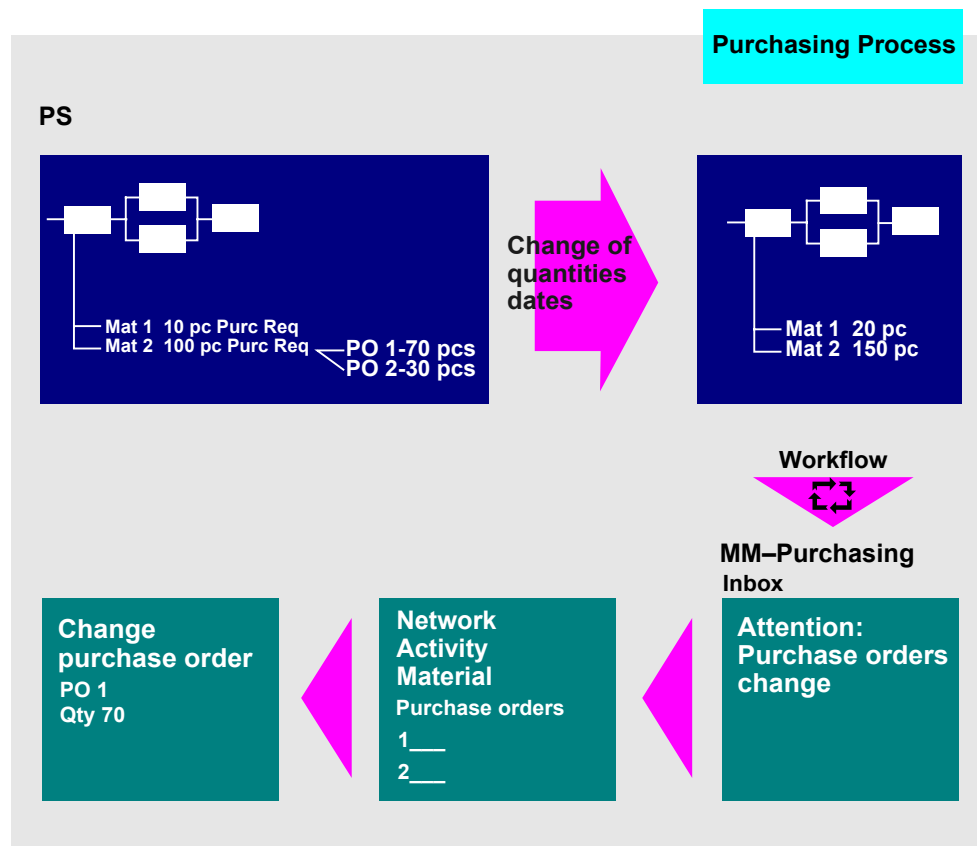 Purchasing Process
PS
Mat 1 10 pc Purc Req
Mat 2 100 pc Purc Req
PO 1-70 pcs
PO 2-30 pcs
Change of
quantities
dates
Mat 1 20 pc
Mat 2 150 pc
Workflow
MM–Purchasing
Inbox
Attention:
Purchase orders
change
Network
Activity
Material
Purchase orders
1___
2___
Change
purchase order
PO 1
Qty 70